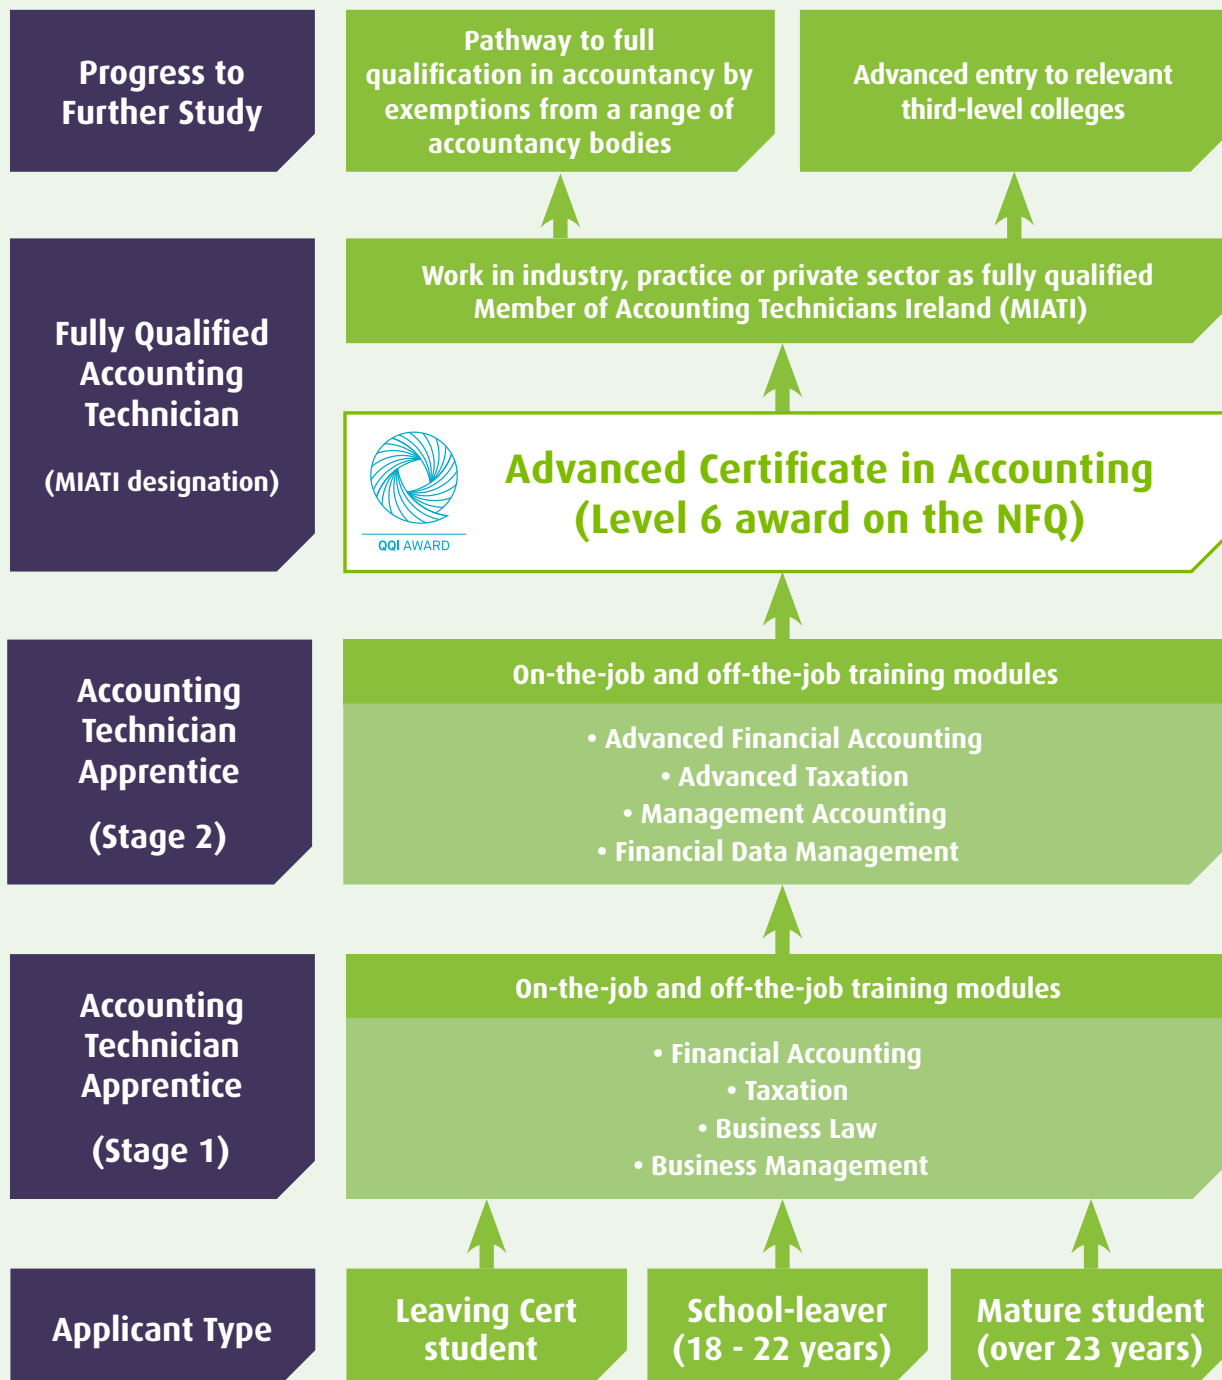 Progress to
Further Study
Pathway to full
qualification in accountancy by
exemptions from a range of
accountancy bodies
Advanced entry to relevant
third-level colleges
Fully Qualified
Accounting
Technician
(MIATI designation)
Work in industry, practice or private sector as fully qualified
Member of Accounting Technicians Ireland (MIATI)
QQI AWARD
Advanced Certificate in Accounting
(Level 6 award on the NFQ)
Accounting
Technician
Apprentice
(Stage 2)
On-the-job and off-the-job training modules
• Advanced Financial Accounting
• Advanced Taxation
• Management Accounting
• Financial Data Management
Accounting
Technician
Apprentice
(Stage 1)
On-the-job and off-the-job training modules
• Financial Accounting
• Taxation
• Business Law
• Business Management
Applicant Type
Leaving Cert
student
School-leaver
(18 - 22 years)
Mature student
(over 23 years)